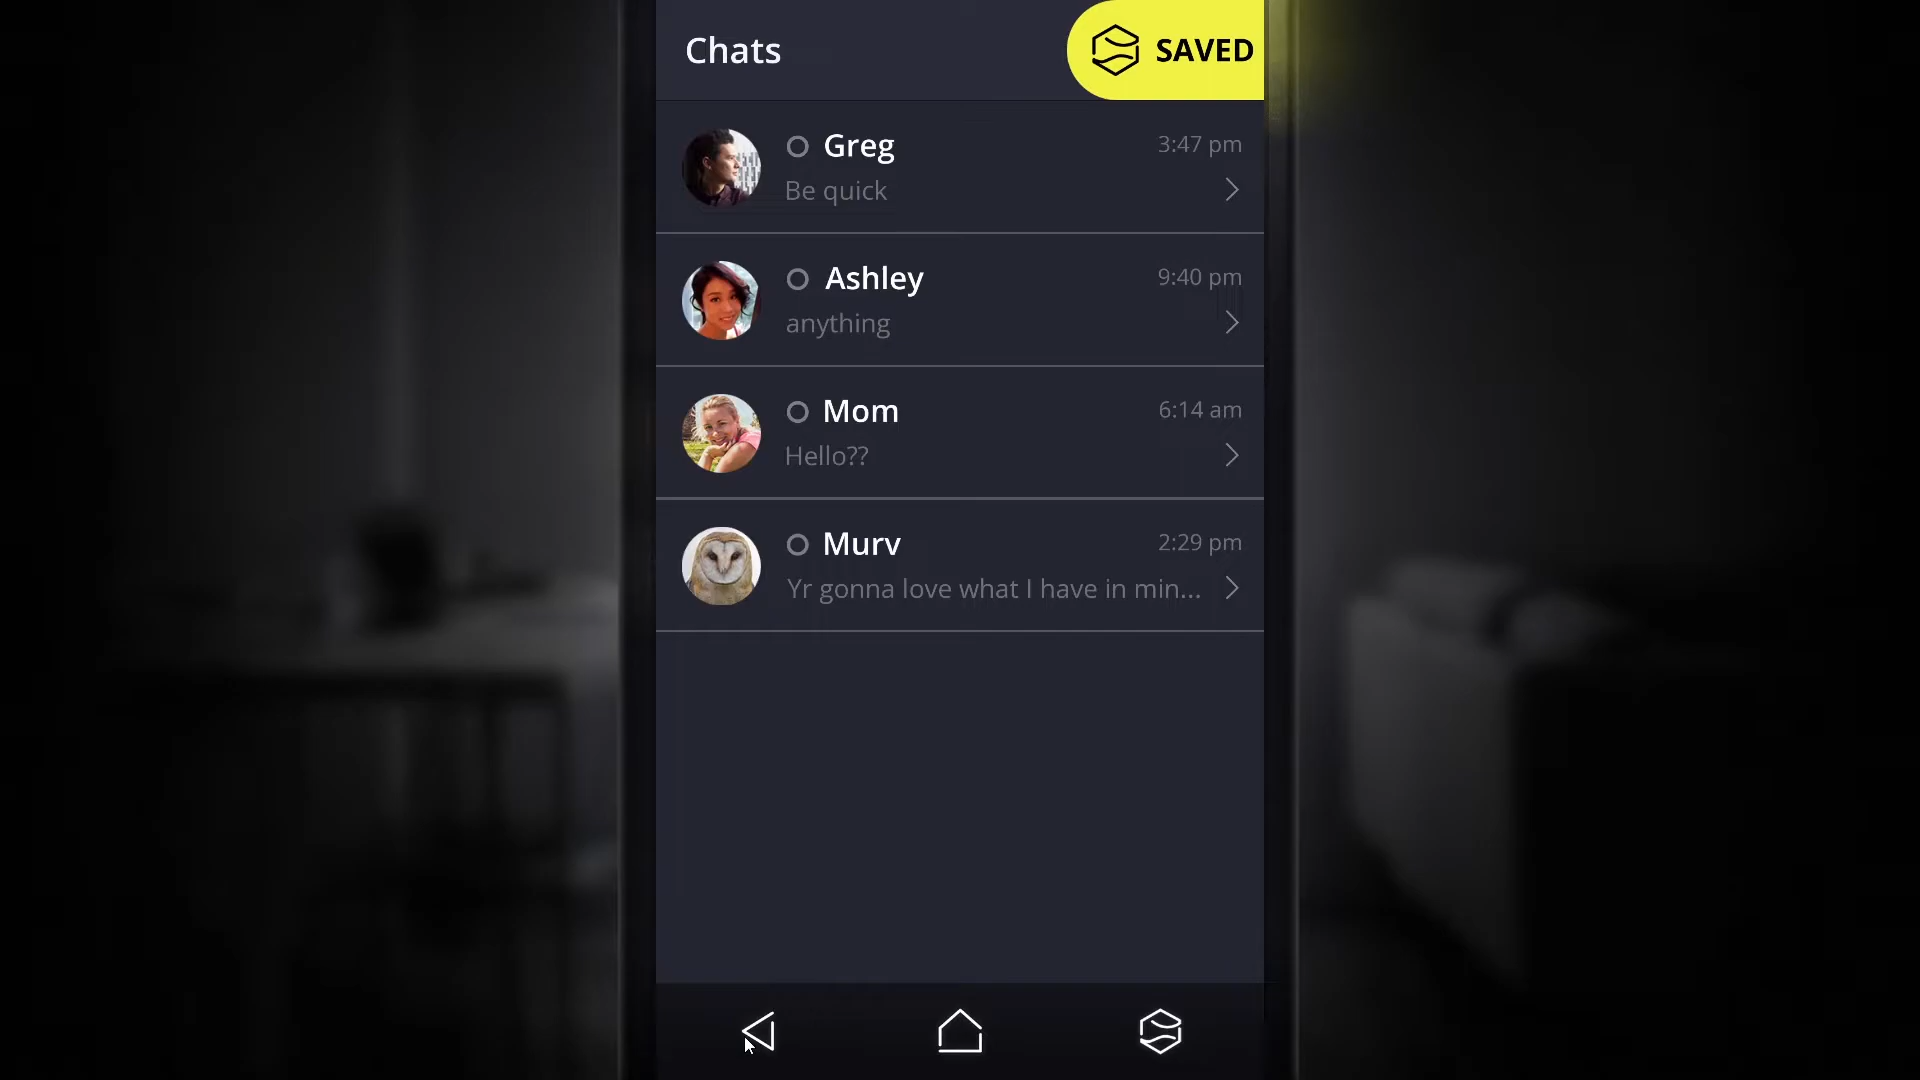 Chats
SAVED
Greg
3:47 pm
Be quick
Ashley
9:40 pm
anything
Mom
6:14 am
Hello??
Murv
2:29 pm
Yr gonna love what I have in min...